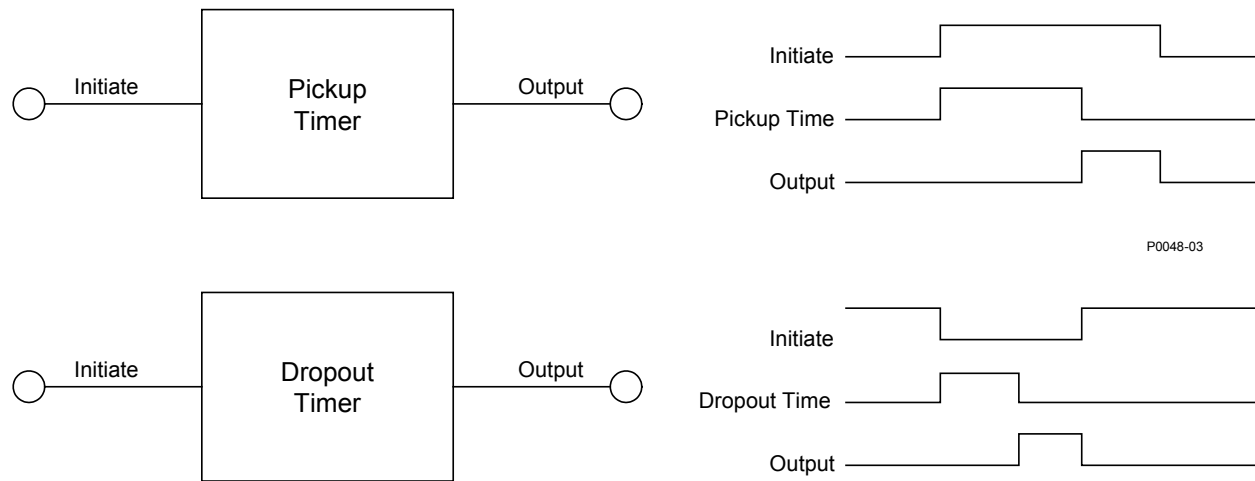 Initiate
Pickup
Timer
Output
Initiate
Pickup Time
Output
P0048-03
Initiate
Dropout
Timer
Output
Initiate
Dropout Time
Output